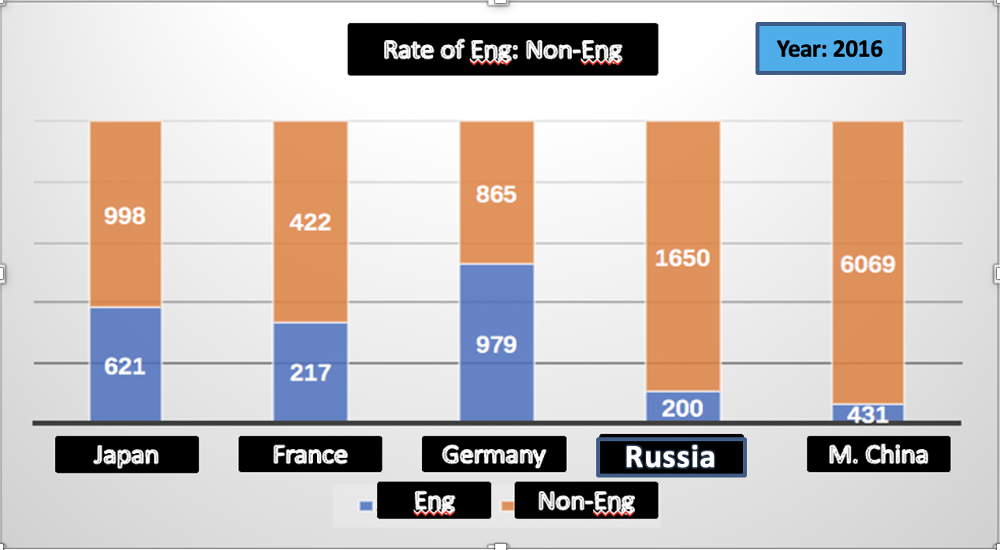 Rate of Eng: Non-Eng
Year: 2016
998
422
865
1650
6069
621
217
979
200
431
Japan
France
Germany
Russia
M. China
Eng
Non-Eng